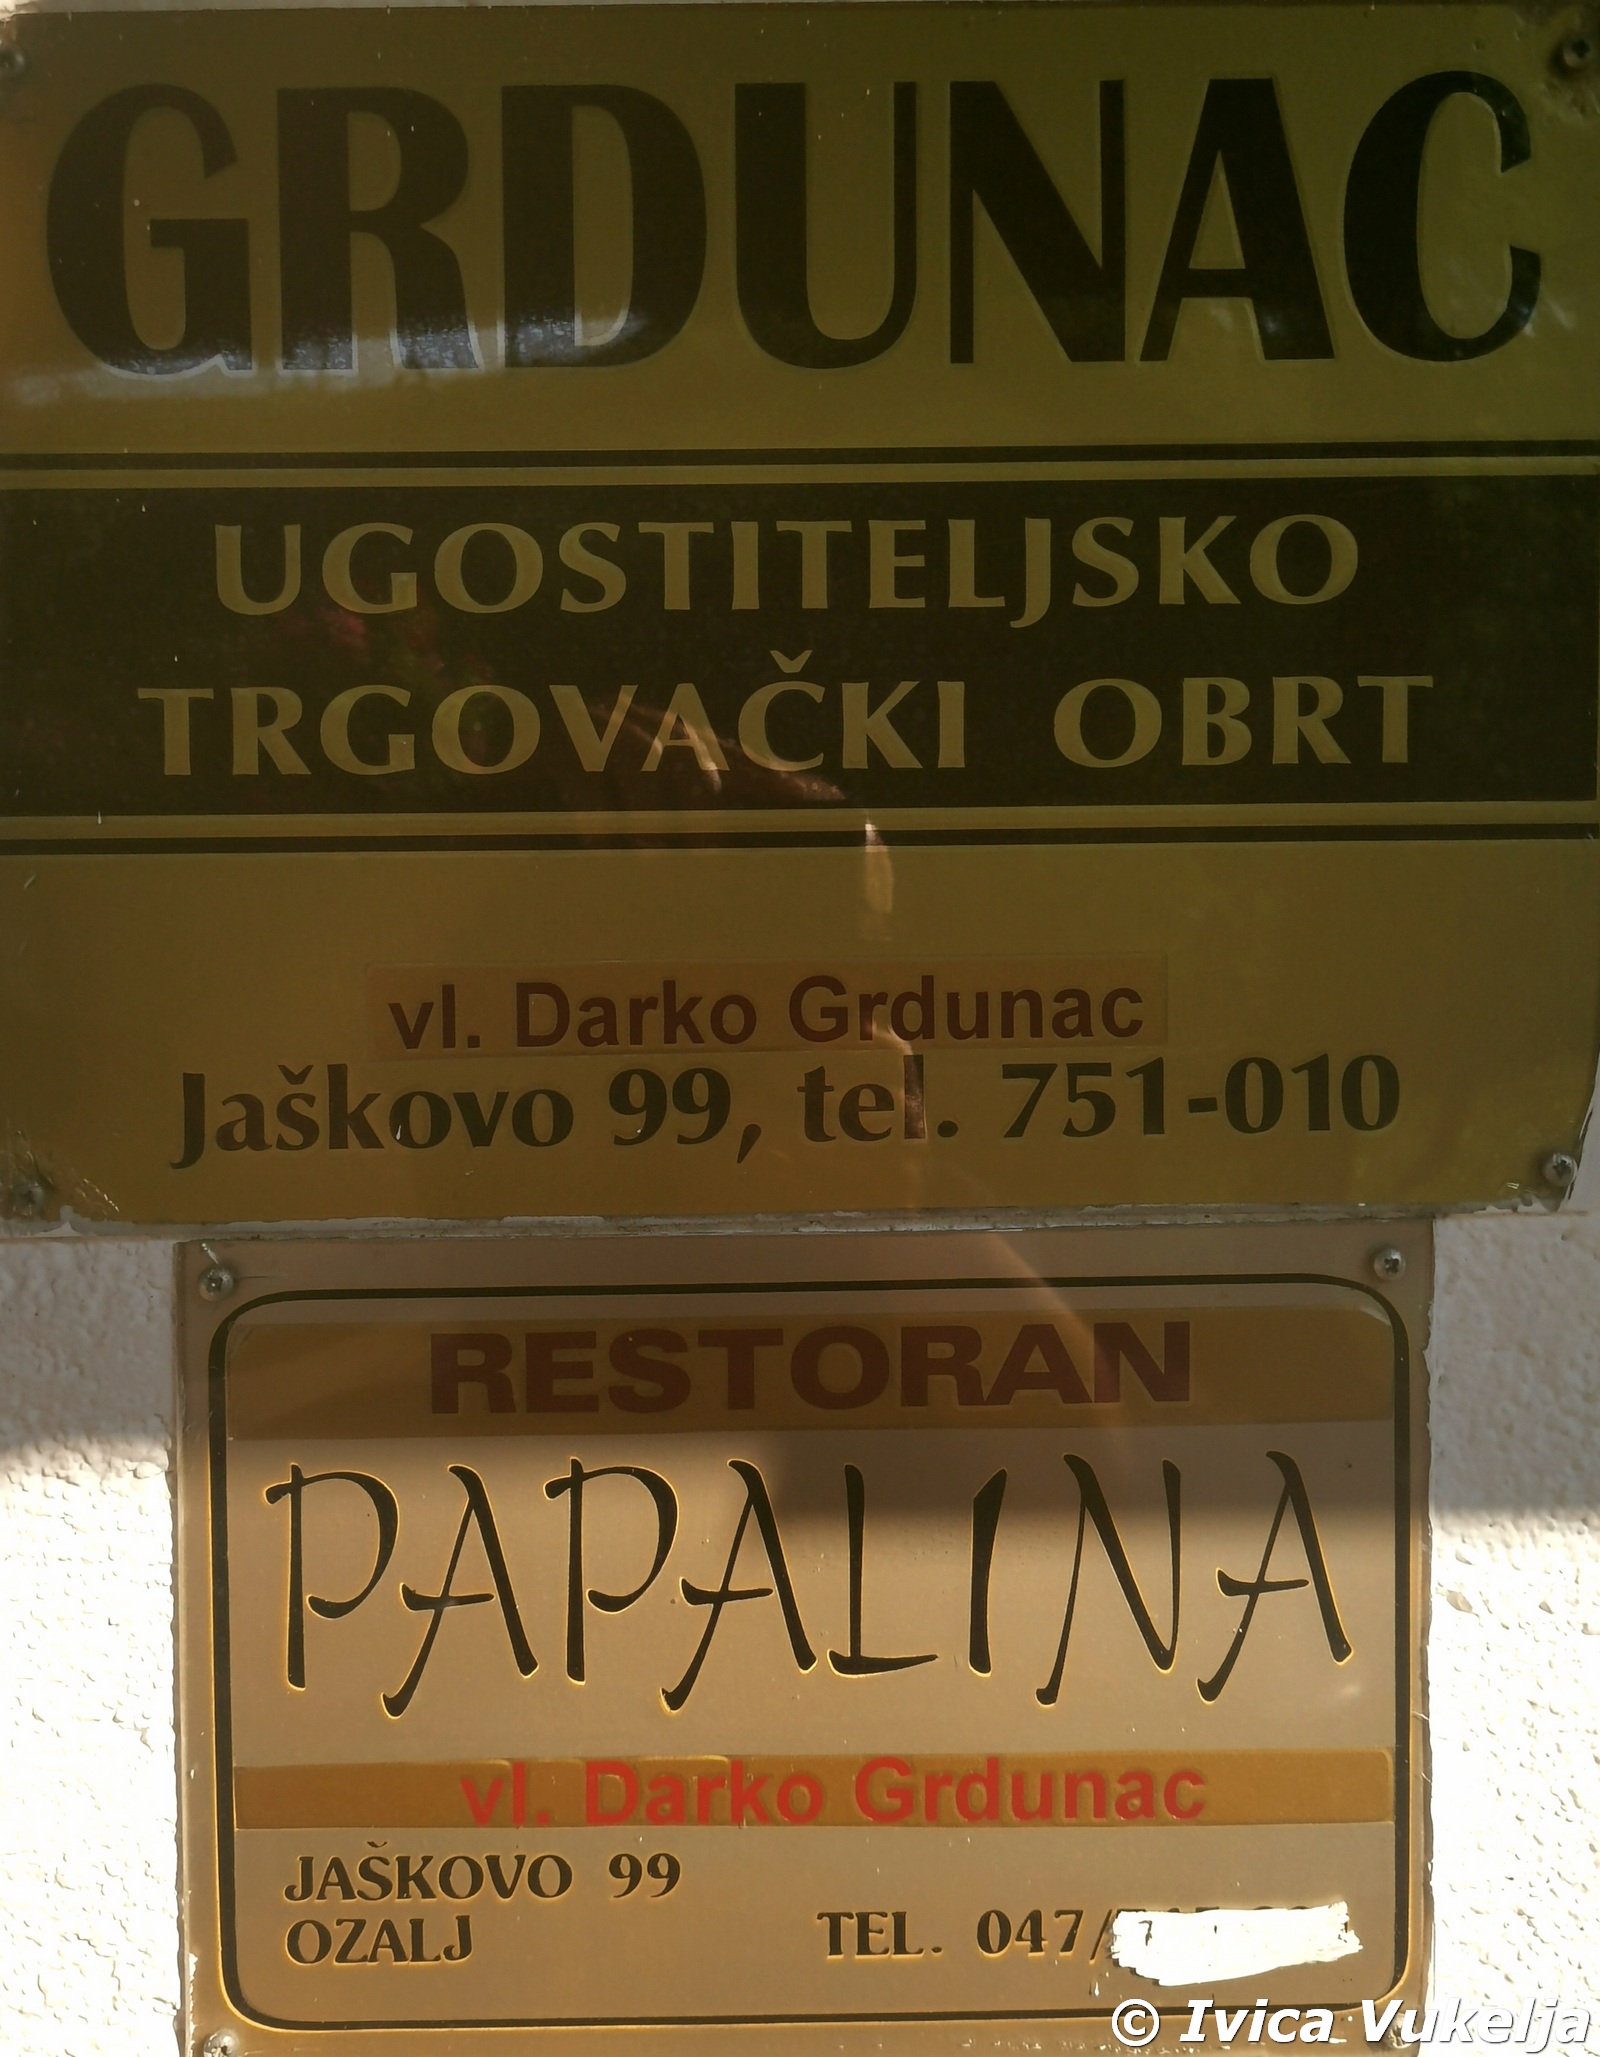 GRDUNAC
UGOSTITELJSKO
TRGOVAČKI OBRT
vl. Darko Grdunac
Jaškovo 99, tel. 751-010
RESTORAN
PAPALINA
vl. Darko Grdunac
JAŠKOVO 99
OZALJ
TEL. 047/
© Ivica Vukelja